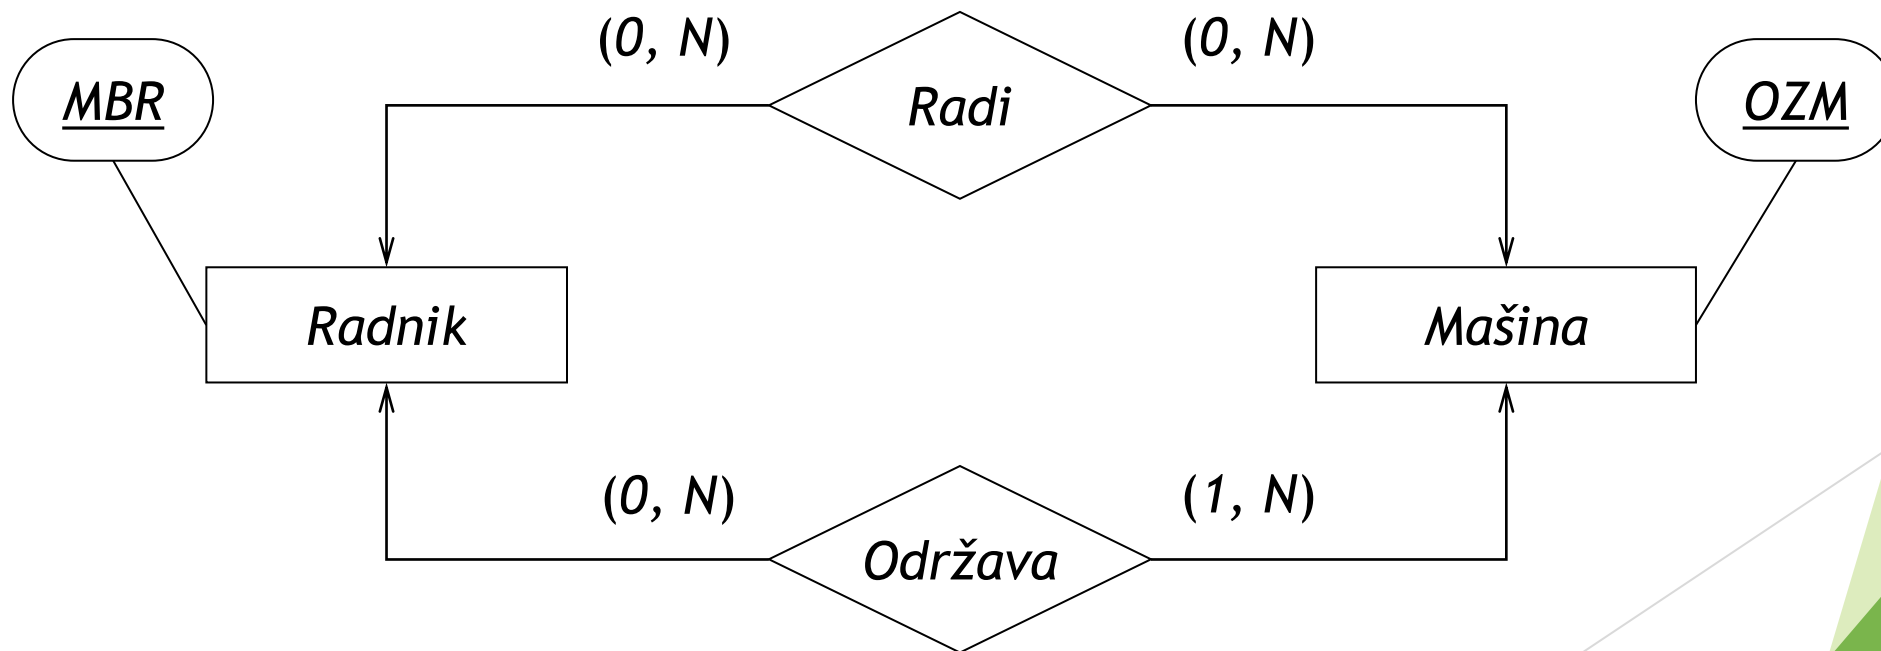 (0, N)
(0, N)
MBR
Radi
OZM
Radnik
Mašina
(0, N)
(1, N)
Održava